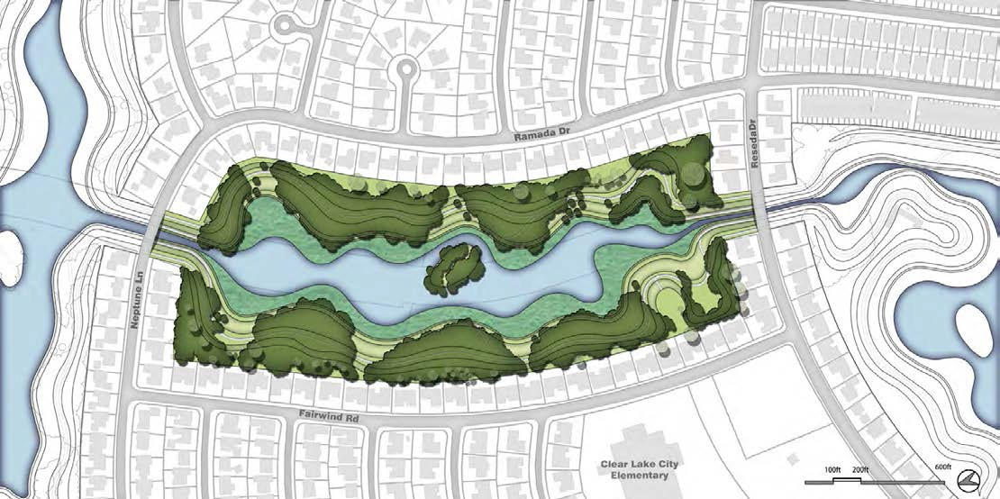 Ramada Dr
ResedaDr
Neptune Ln
Fairwind Rd
Clear Lake City
Elementary
100ft 200ft 600ft